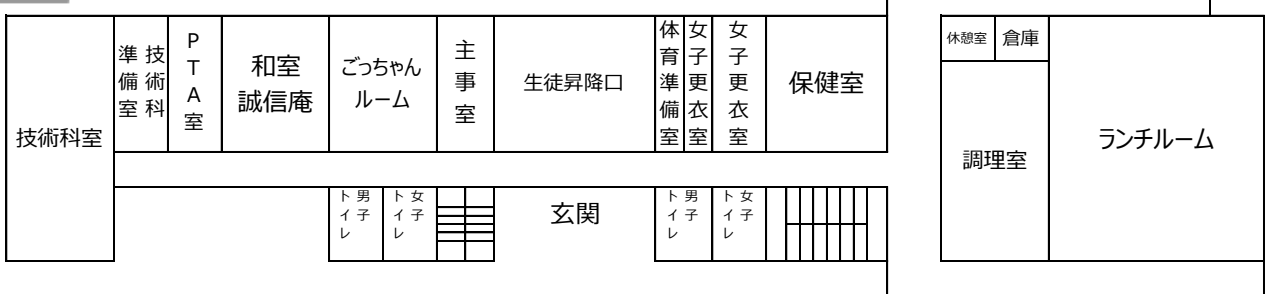 技術科室
技術科
準備室
PTA室
和室
誠信庵
ごっちゃん
ルーム
主事室
生徒昇降口
体育準備室
女子更衣室
女子更衣室
保健室
男子
トイレ
女子
トイレ
玄関
男子
トイレ
女子
トイレ
休憩室
倉庫
調理室
ランチルーム